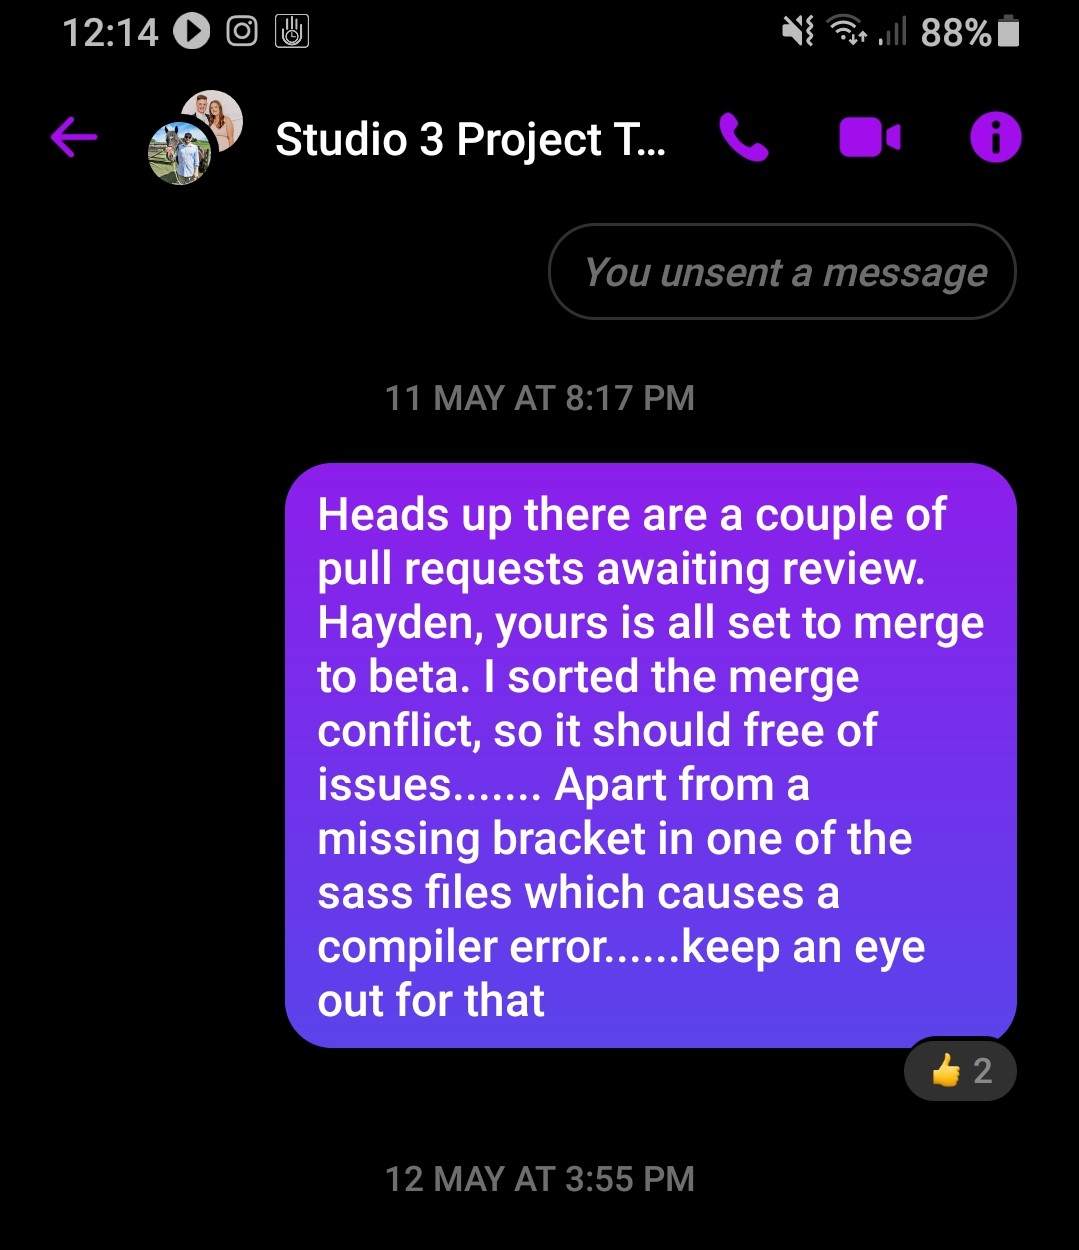 12:14 88%
Studio 3 Project T...
You unsent a message
11 MAY AT 8:17 PM
Heads up there are a couple of
pull requests awaiting review.
Hayden, yours is all set to merge
to beta. I sorted the merge
conflict, so it should free of
issues....... Apart from a
missing bracket in one of the
sass files which causes a
compiler error......keep an eye
out for that
👍 2
12 MAY AT 3:55 PM